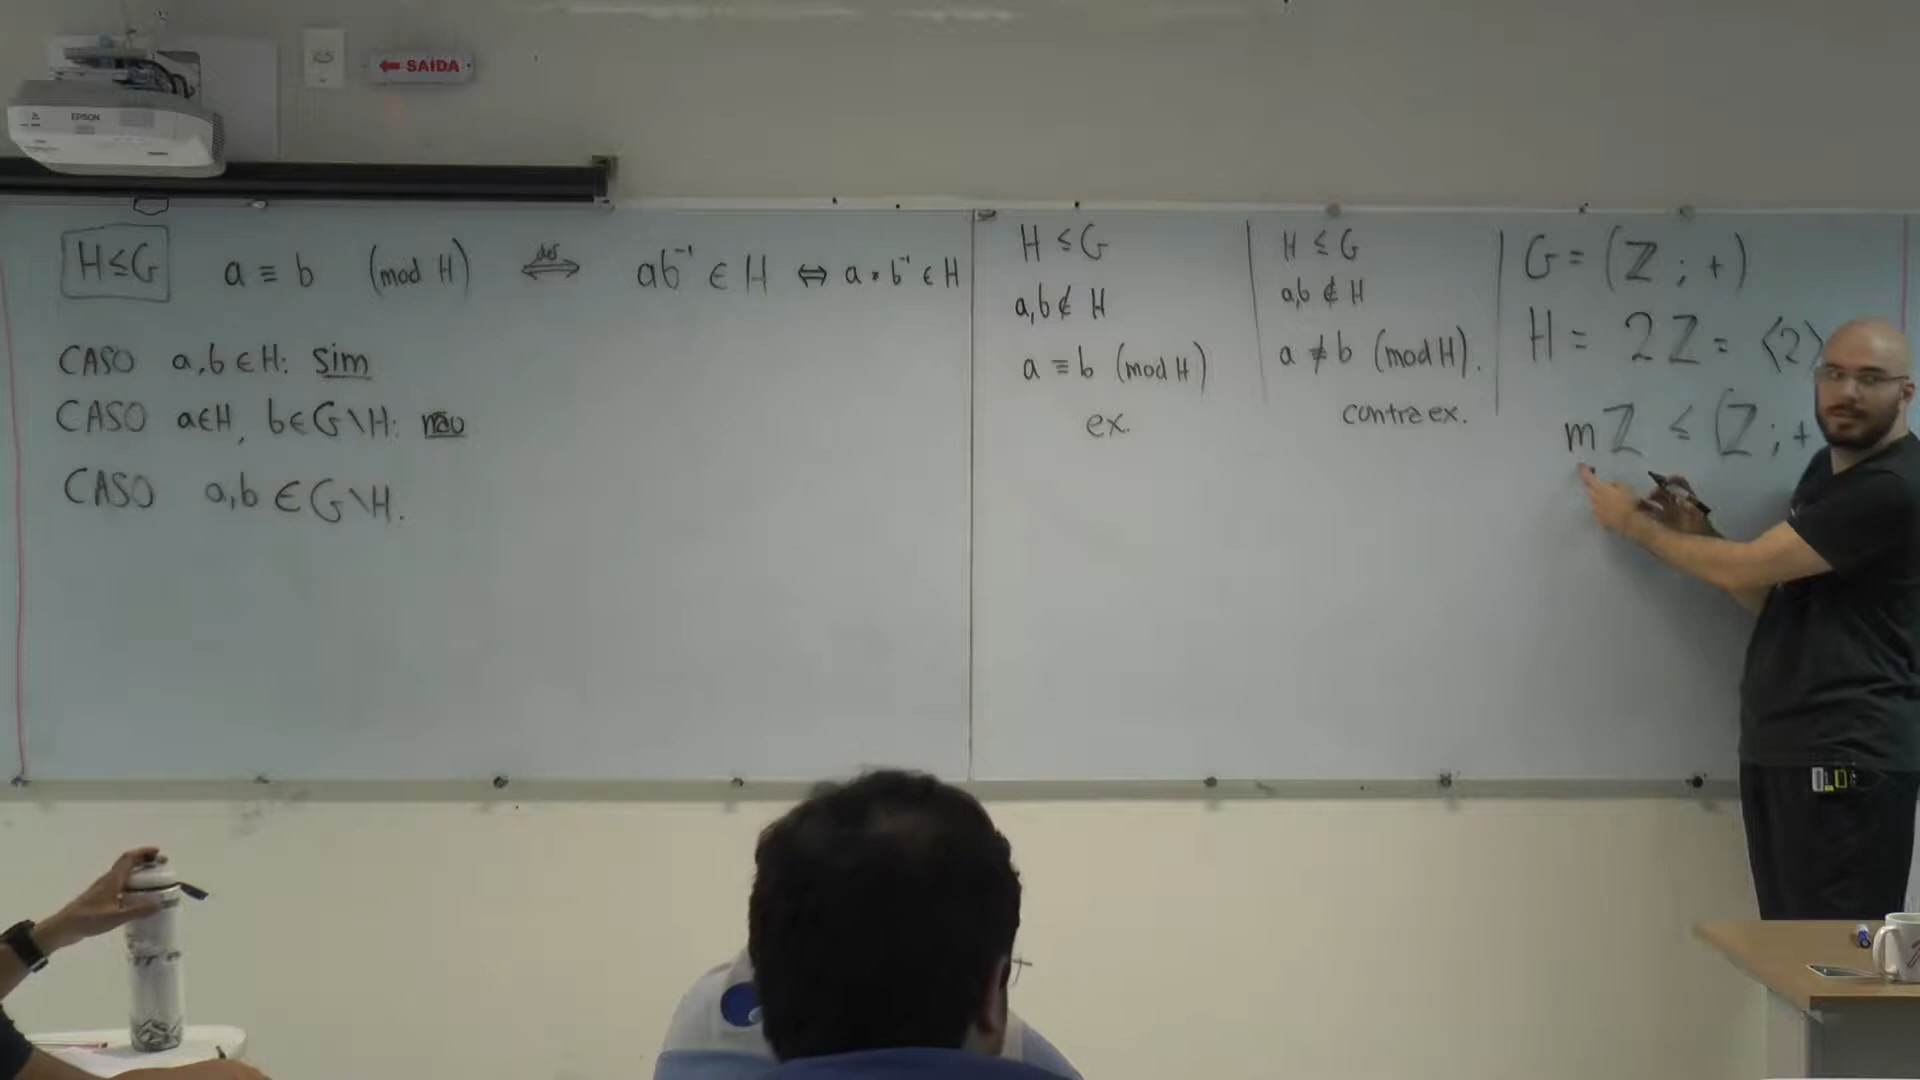 EPSON
← SAÍDA
H≤G a ≡ b (mod H) ⇔ def ab⁻¹ ∈ H ⇔ a • b⁻¹ ∈ H
CASO a,b ∈ H: sim
CASO a∈H, b∈G\H: não
CASO a,b ∈ G\H.
H ≤ G
a,b ∉ H
a ≡ b (mod H)
ex.
H ≤ G
a,b ∉ H
a ≢ b (mod H).
contra ex.
G = (ℤ ; +)
H = 2ℤ = ⟨2⟩
mℤ ≤ (ℤ ; +